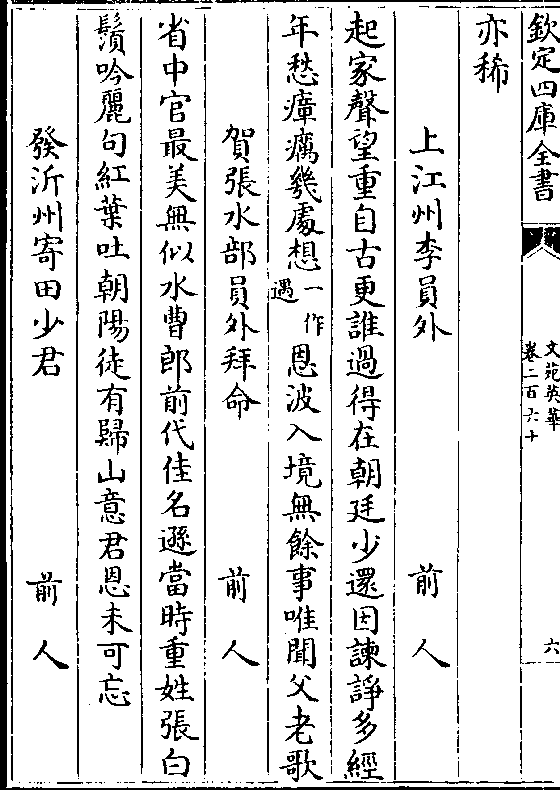 欽定四庫全書
文苑英華
卷二百六十
六
亦稀
上江州李員外 前人
起家聲望重自古更誰過得在朝廷少還因諫諍多經
年愁瘴癘幾處想一作遇恩波入境無餘事唯聞父老歌
賀張水部員外拜命 前人
省中官最美無似水曹郎前代佳名遜當時重姓張白
鬚吟麗句紅葉吐朝陽徒有歸山意君恩未可忘
發沂州寄田少君 前人